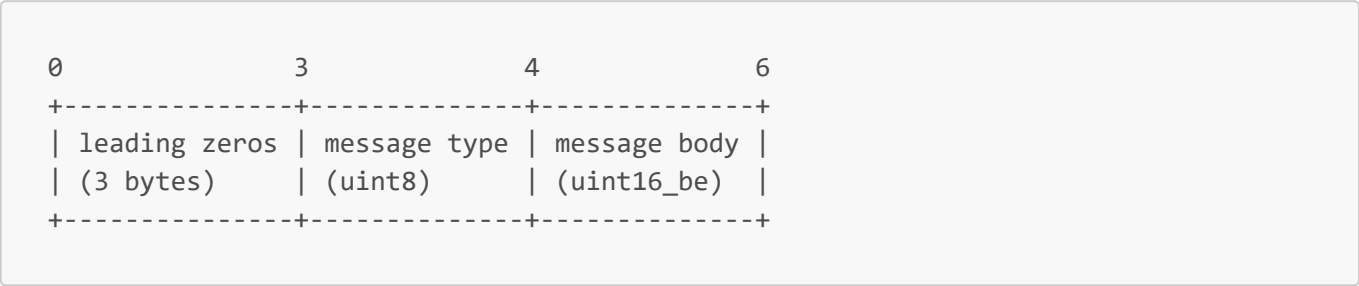 0               3              4              6
+---------------+--------------+--------------+
| leading zeros | message type | message body |
| (3 bytes)     | (uint8)      | (uint16_be)  |
+---------------+--------------+--------------+